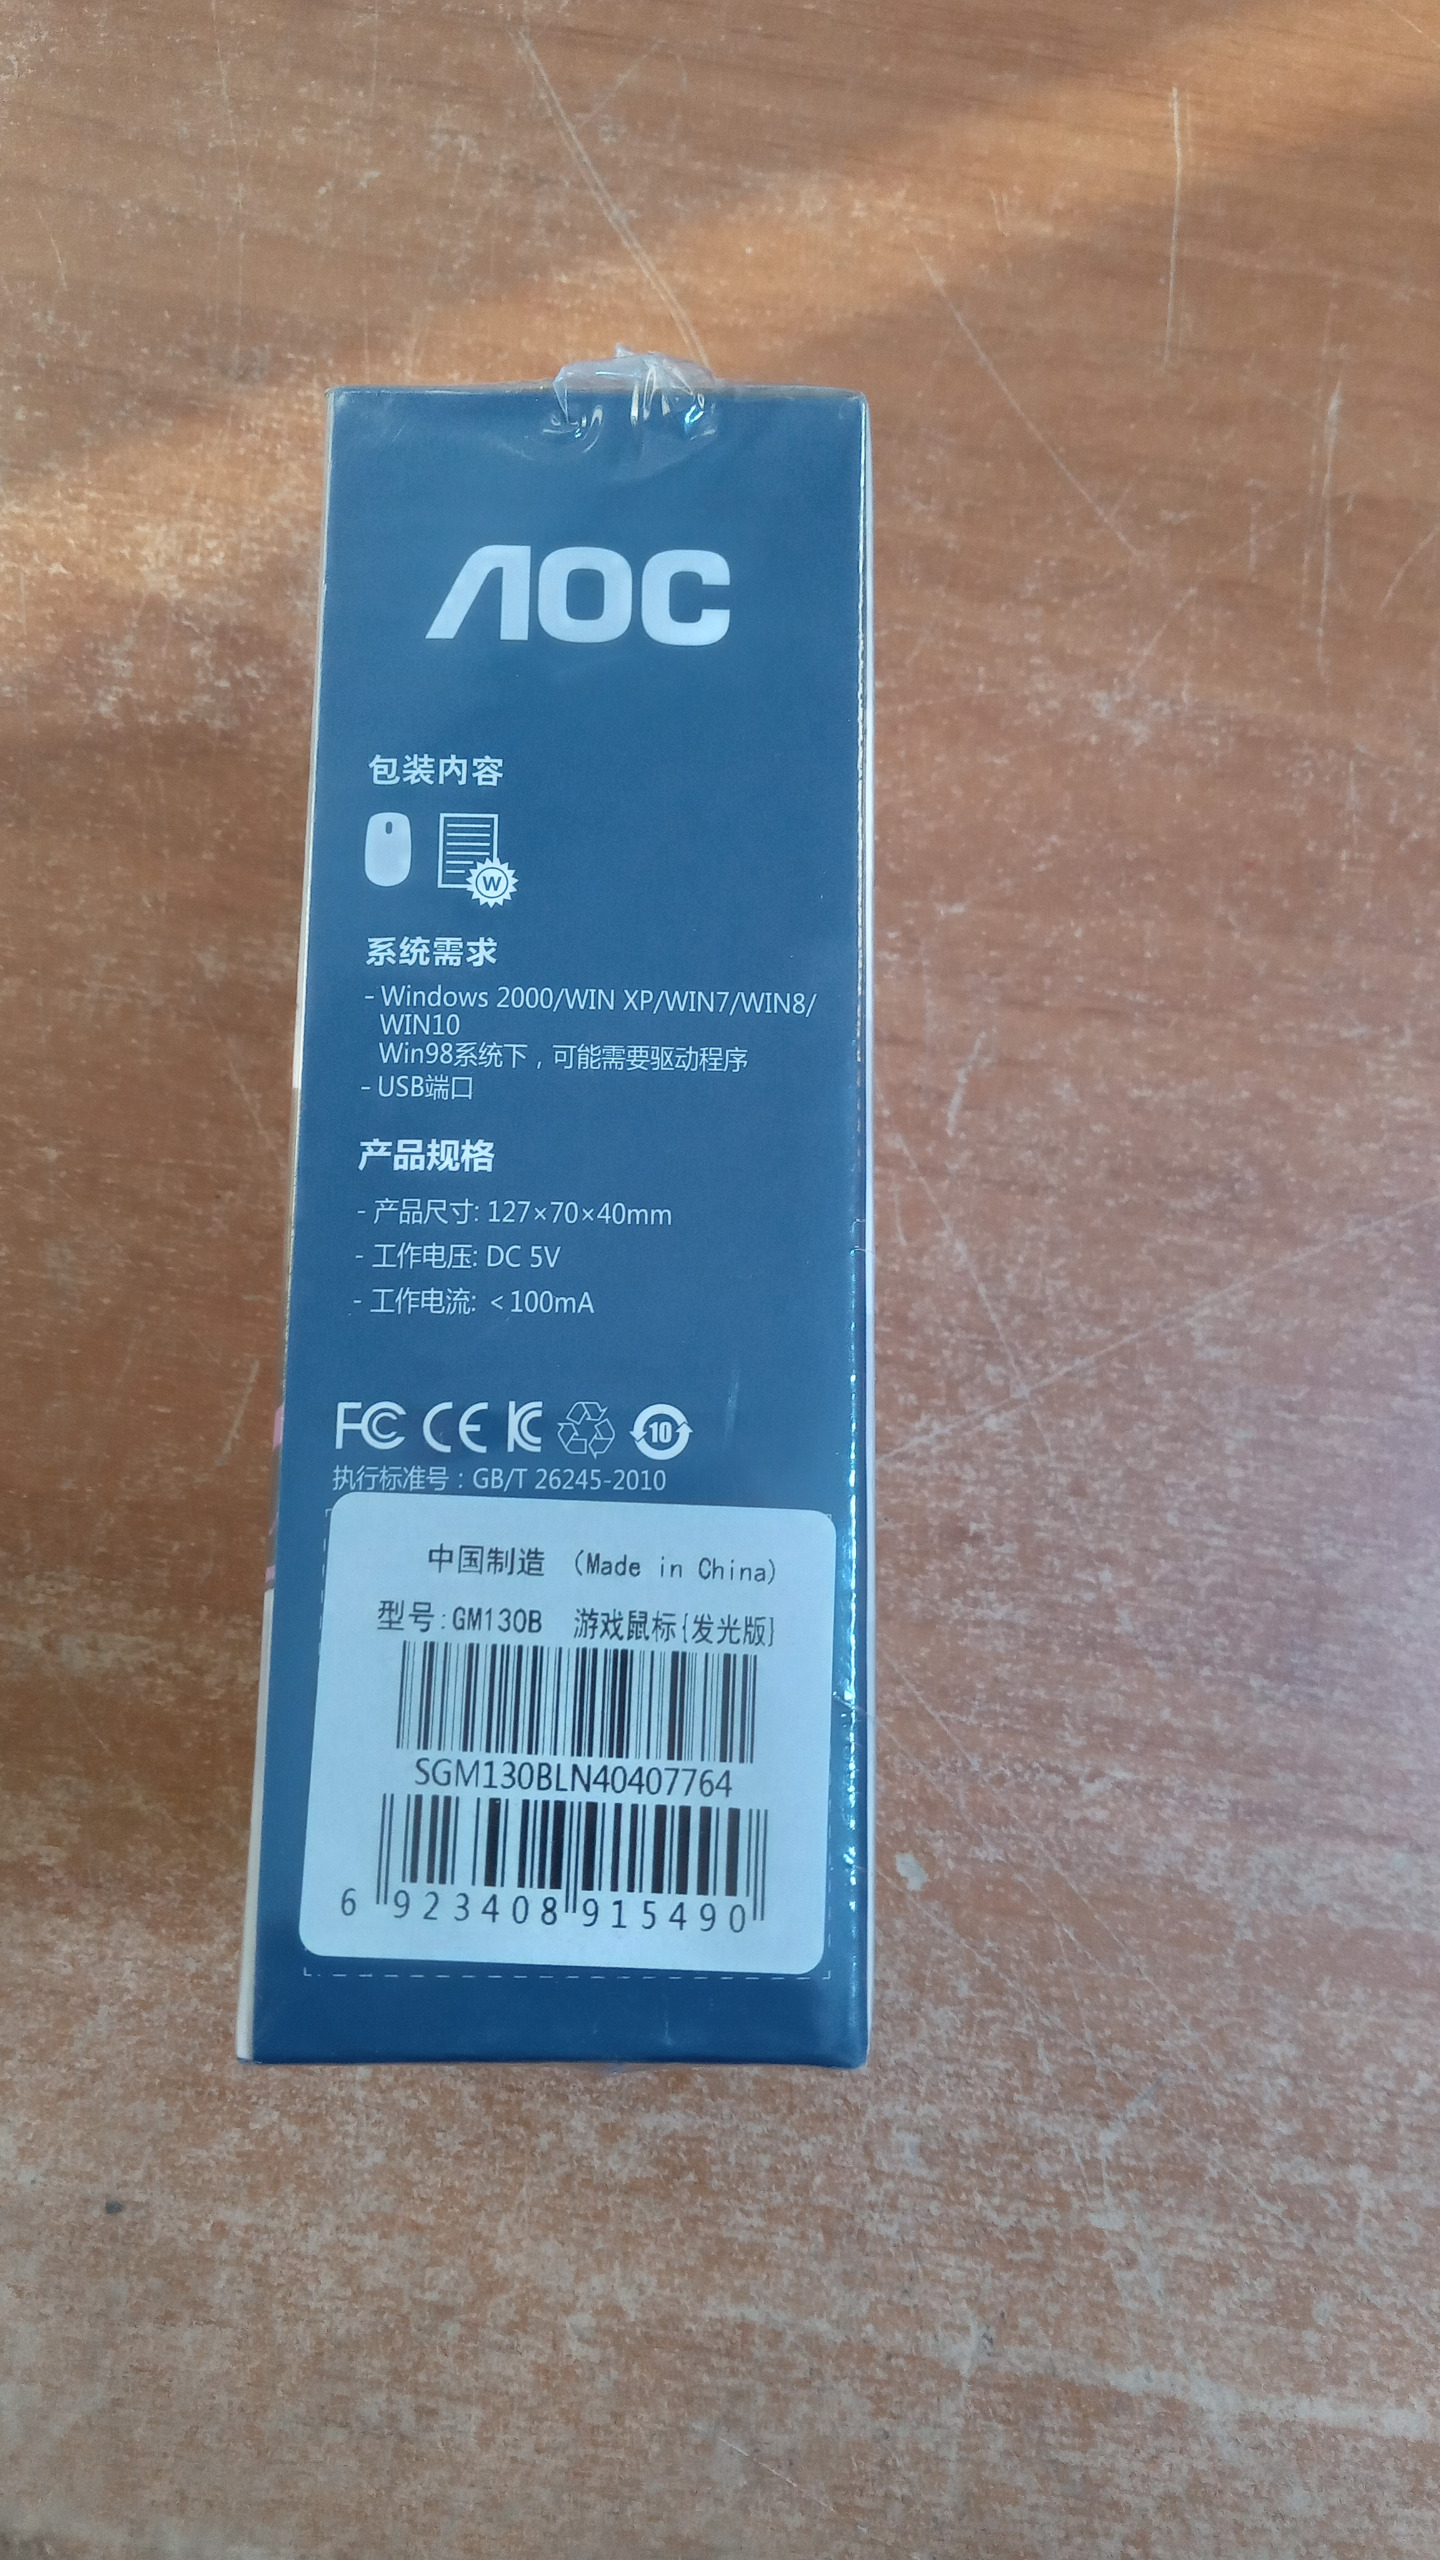 AOC
包装内容
W
系统需求
- Windows 2000/WIN XP/WIN7/WIN8/
WIN10
Win98系统下，可能需要驱动程序
- USB端口
产品规格
- 产品尺寸: 127×70×40mm
- 工作电压: DC 5V
- 工作电流: <100mA
FC CE KC 10
执行标准号：GB/T 26245-2010
中国制造 (Made in China)
型号:GM130B 游戏鼠标{发光版}
SGM130BLN40407764
6 923408 915490